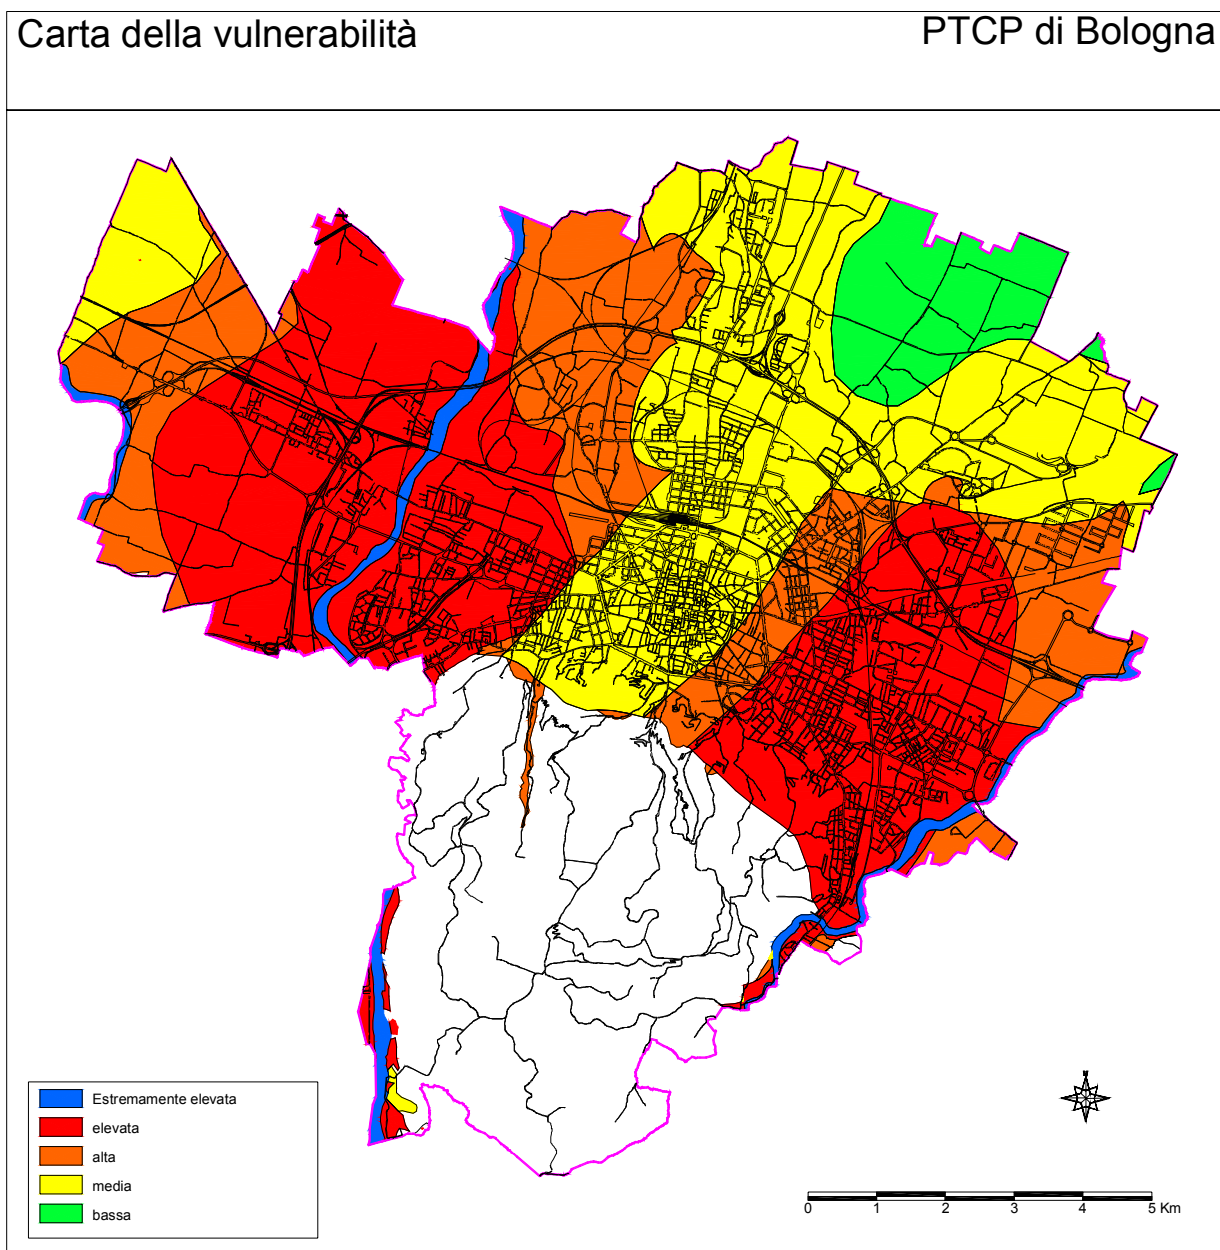 Carta della vulnerabilità
PTCP di Bologna
Estremamente elevata
elevata
alta
media
bassa
0 1 2 3 4 5 Km